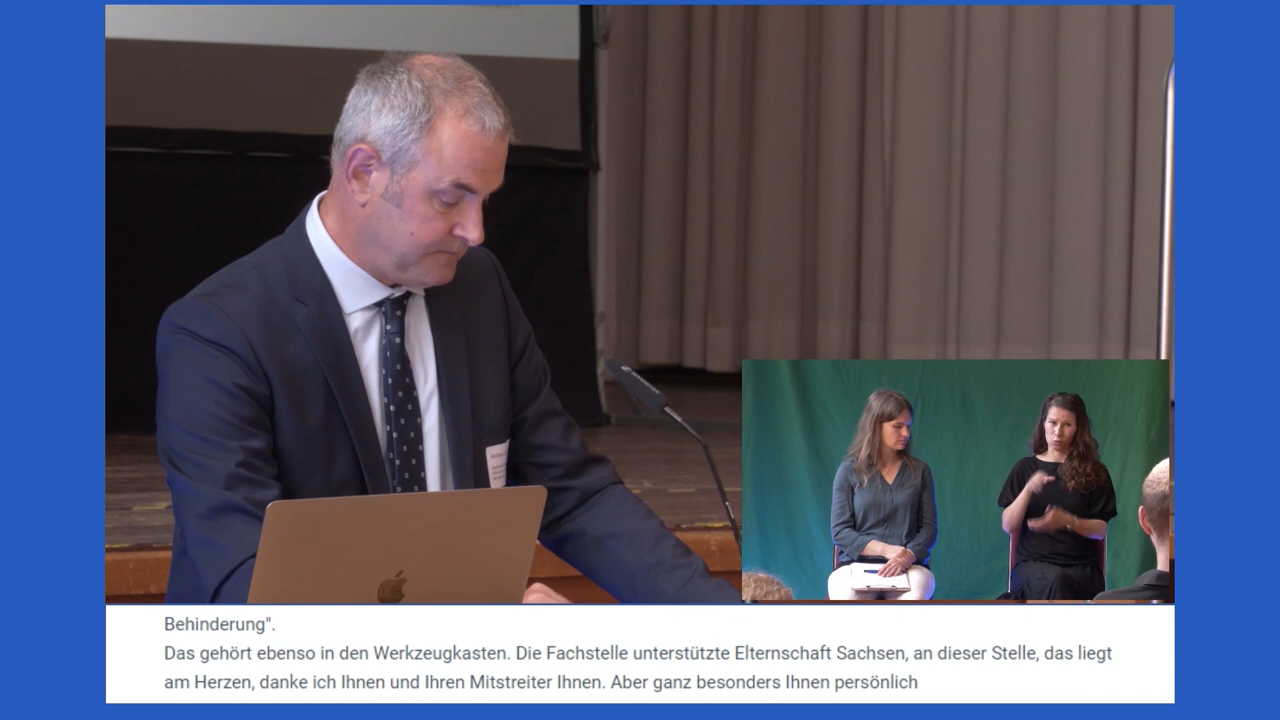 Behinderung".
Das gehört ebenso in den Werkzeugkasten. Die Fachstelle unterstützte Elternschaft Sachsen, an dieser Stelle, das liegt
am Herzen, danke ich Ihnen und Ihren Mitstreiter Ihnen. Aber ganz besonders Ihnen persönlich